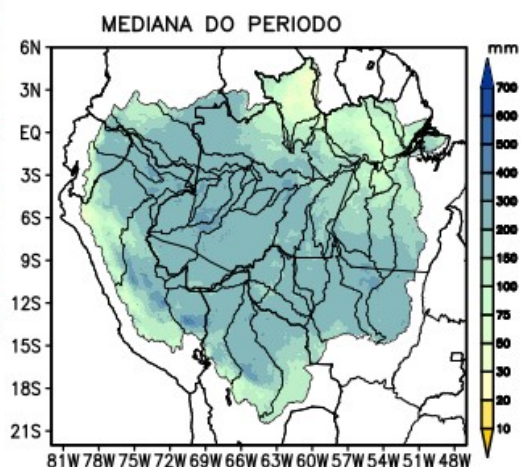 MEDIANA DO PERIODO
mm
6N
3N
EQ
3S
6S
9S
12S
15S
18S
21S
81W 78W 75W 72W 69W 66W 63W 60W 57W 54W 51W 48W
700
600
500
400
300
200
150
100
75
50
30
20
10